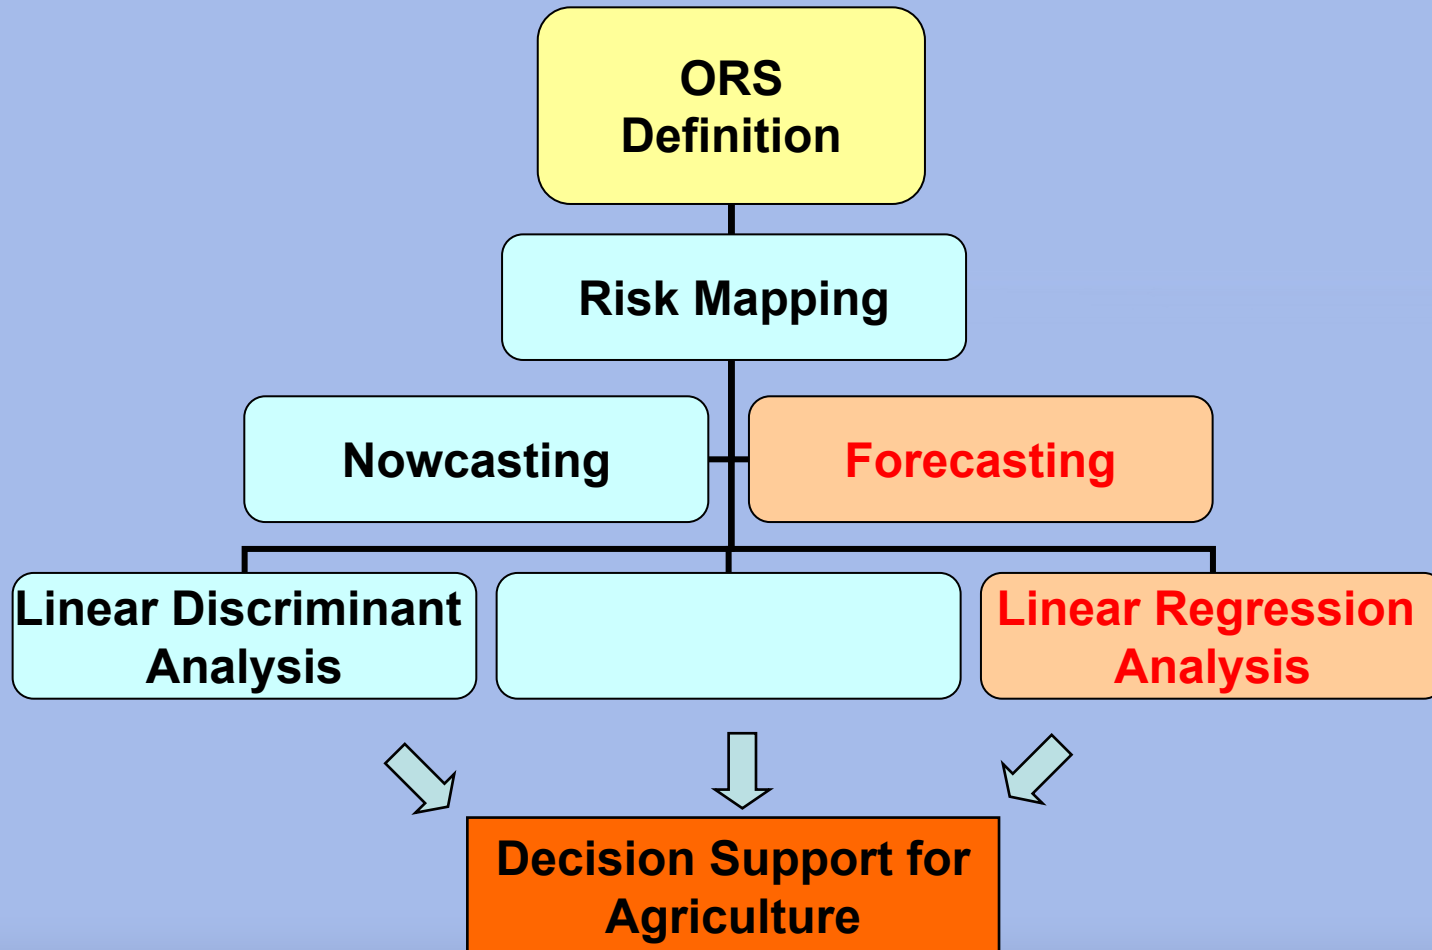 ORS
Definition
Risk Mapping
Nowcasting
Forecasting
Linear Discriminant
Analysis
Linear Regression
Analysis
Decision Support for
Agriculture